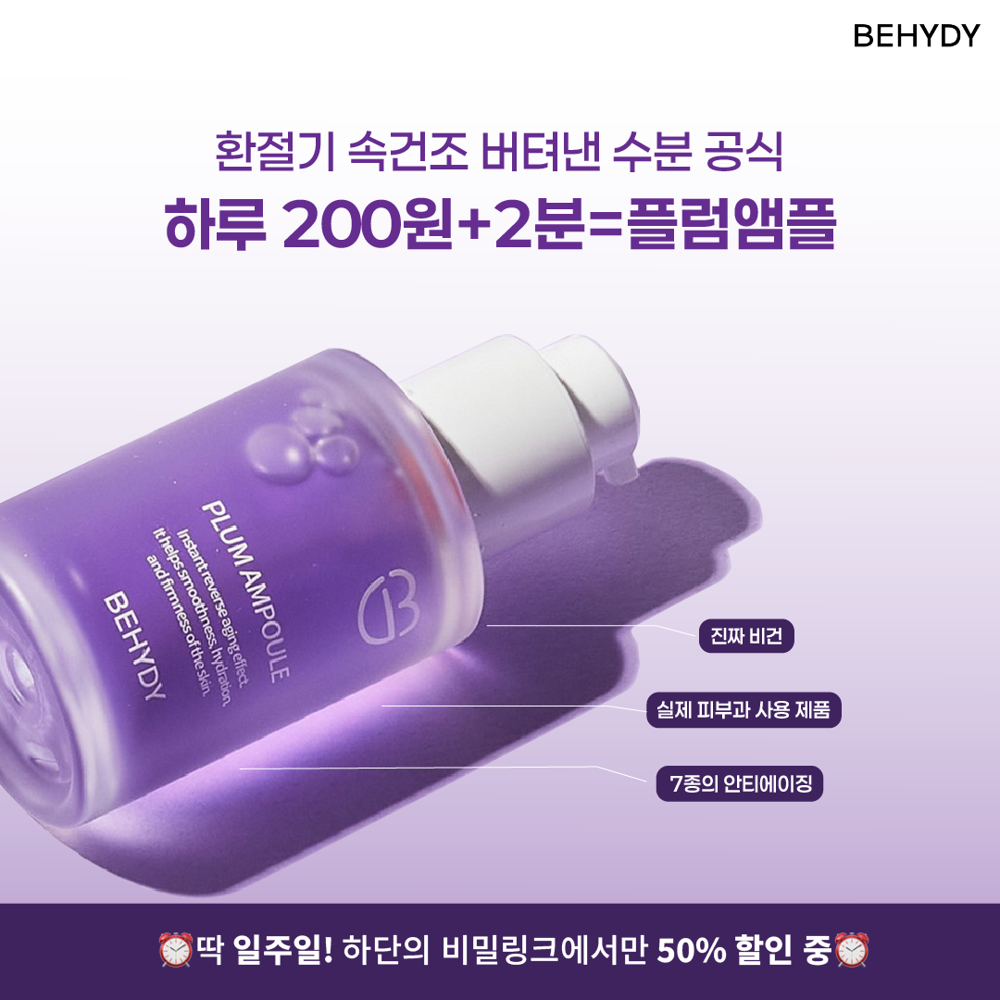 BEHYDY
환절기 속건조 버텨낸 수분 공식
하루 200원+2분=플럼앰플
PLUM AMPOULE
Instant reverse aging effect.
It helps smoothness, hydration,
and firmness of the skin.
BEHYDY
진짜 비건
실제 피부과 사용 제품
7종의 안티에이징
⏰딱 일주일! 하단의 비밀링크에서만 50% 할인 중⏰